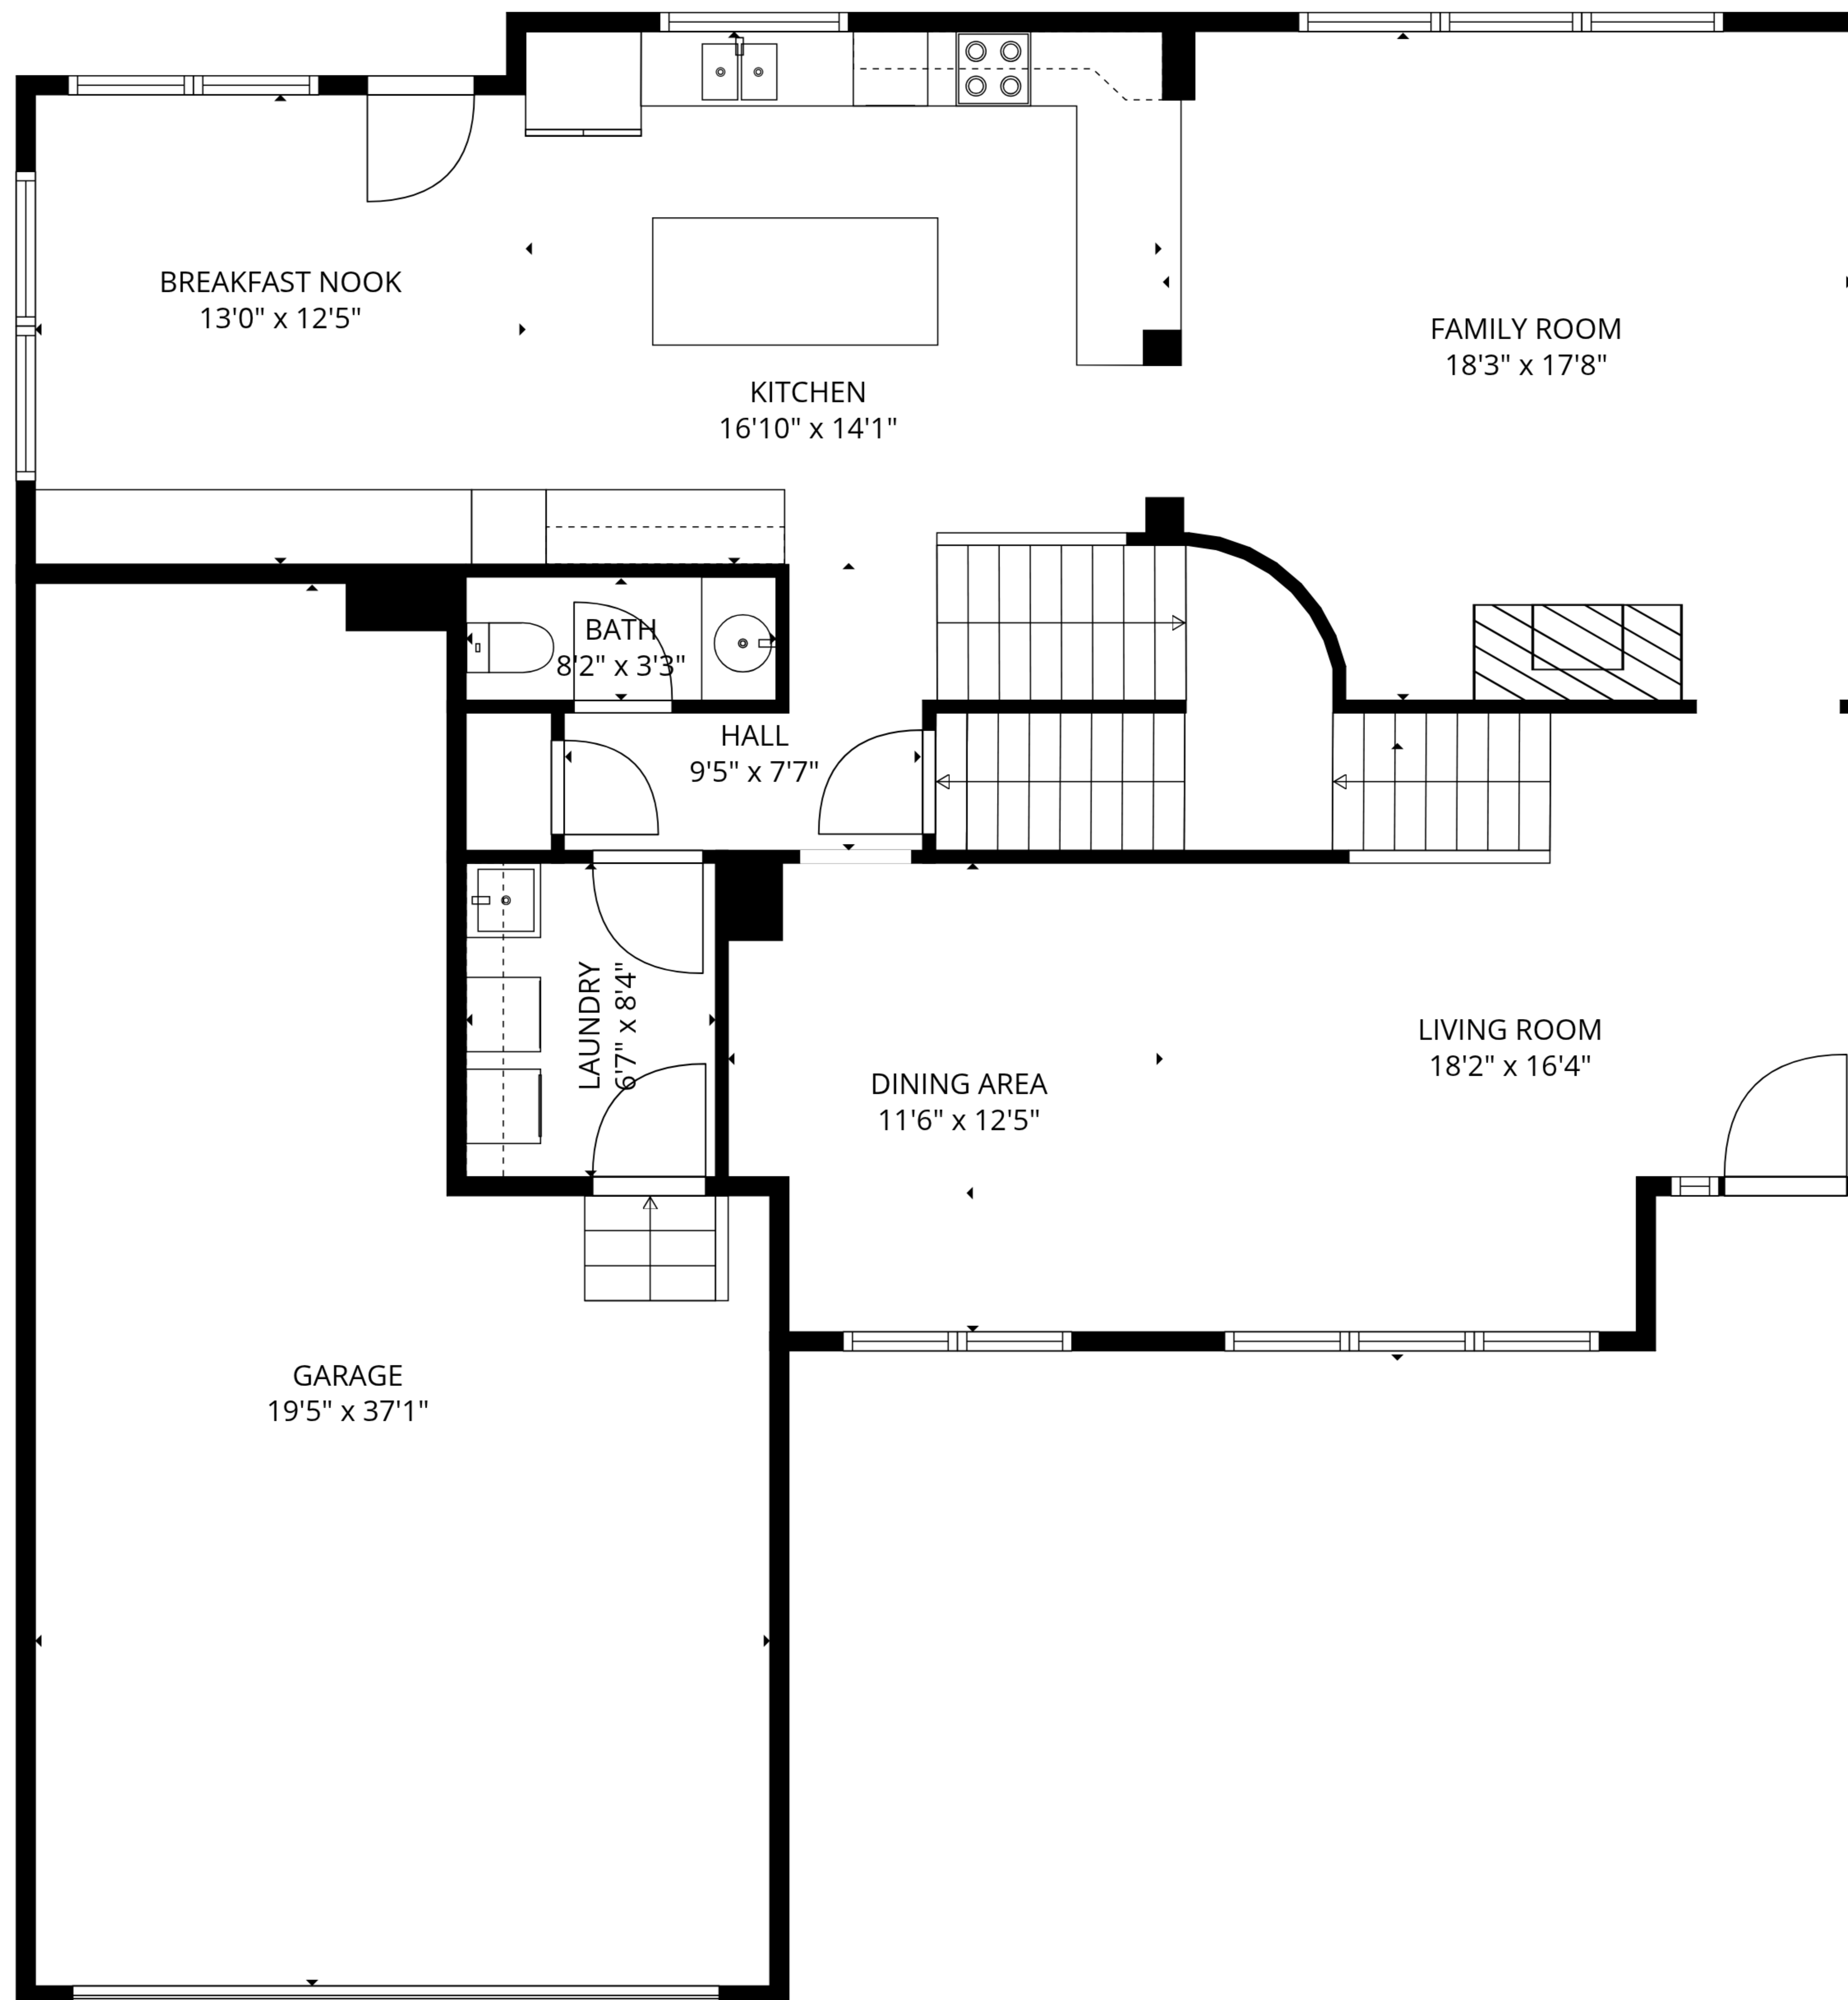 BREAKFAST NOOK
13'0" x 12'5"
KITCHEN
16'10" x 14'1"
FAMILY ROOM
18'3" x 17'8"
BATH
8'2" x 3'3"
HALL
9'5" x 7'7"
LAUNDRY
6'7" x 8'4"
DINING AREA
11'6" x 12'5"
LIVING ROOM
18'2" x 16'4"
GARAGE
19'5" x 37'1"